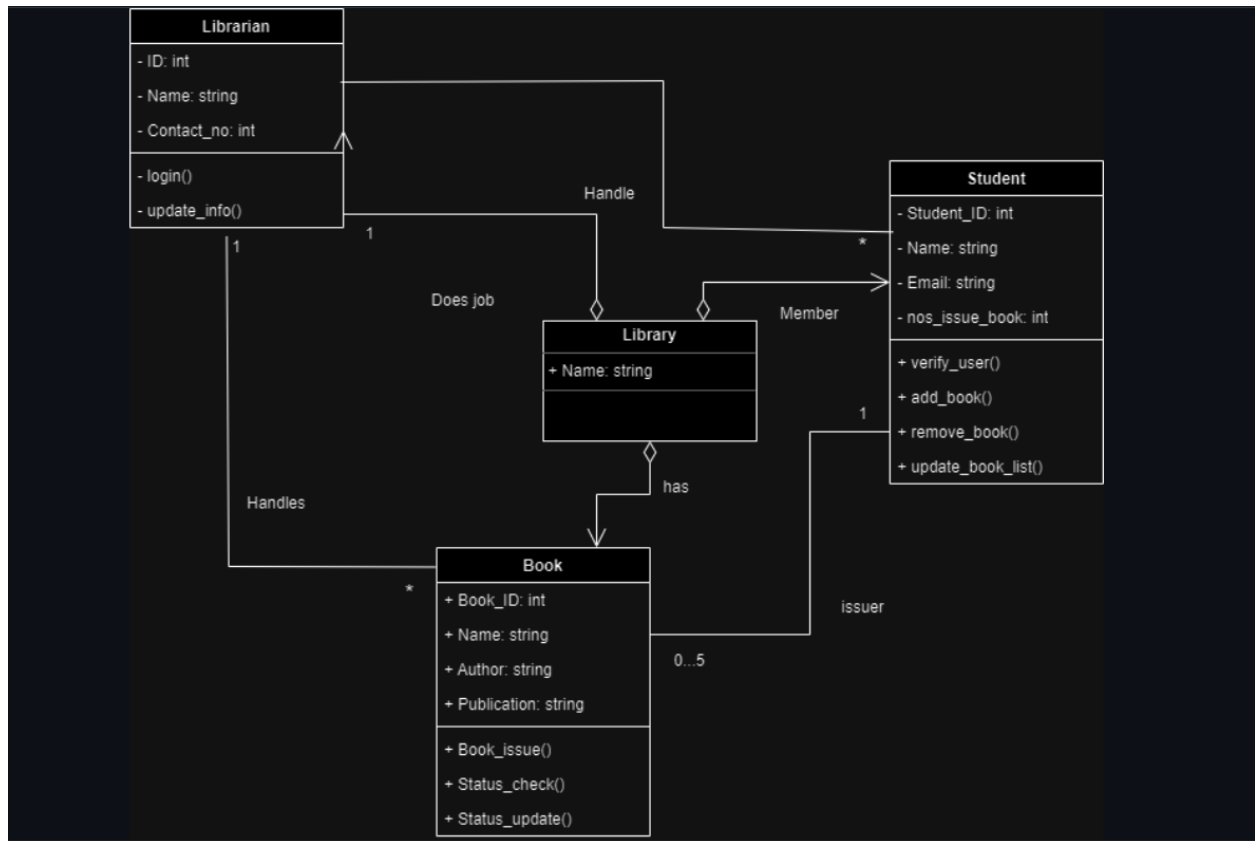 Librarian
- ID: int
- Name: string
- Contact_no: int
- login()
- update_info()
1
1
Handle
*
Does job
Student
- Student_ID: int
- Name: string
- Email: string
- nos_issue_book: int
+ verify_user()
+ add_book()
+ remove_book()
+ update_book_list()
Member
Library
+ Name: string
1
has
Handles
*
Book
+ Book_ID: int
+ Name: string
+ Author: string
+ Publication: string
+ Book_issue()
+ Status_check()
+ Status_update()
issuer
0...5